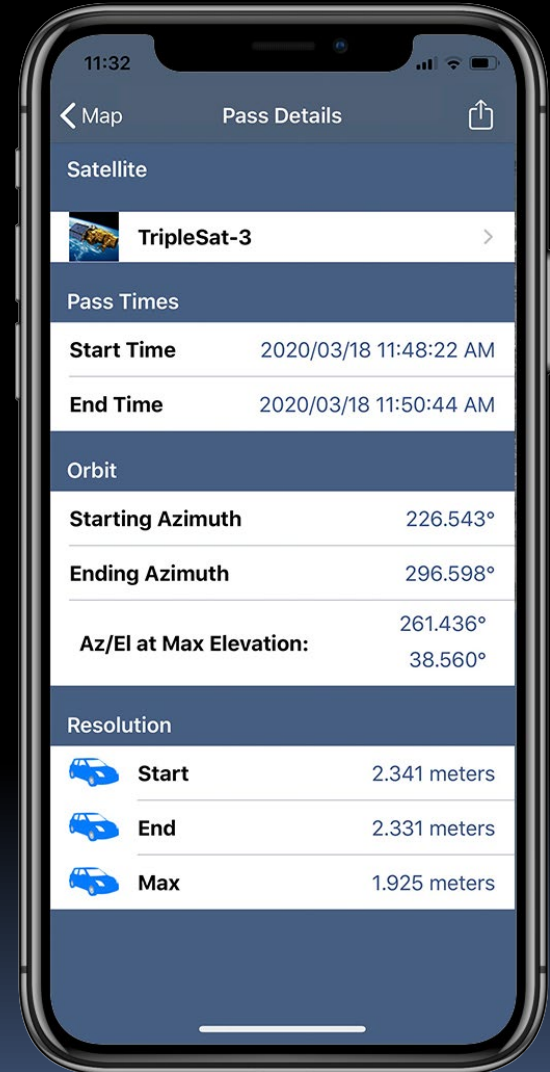 11:32
Map Pass Details
Satellite
TripleSat-3
Pass Times
Start Time 2020/03/18 11:48:22 AM
End Time 2020/03/18 11:50:44 AM
Orbit
Starting Azimuth 226.543°
Ending Azimuth 296.598°
Az/El at Max Elevation: 261.436°
38.560°
Resolution
Start 2.341 meters
End 2.331 meters
Max 1.925 meters